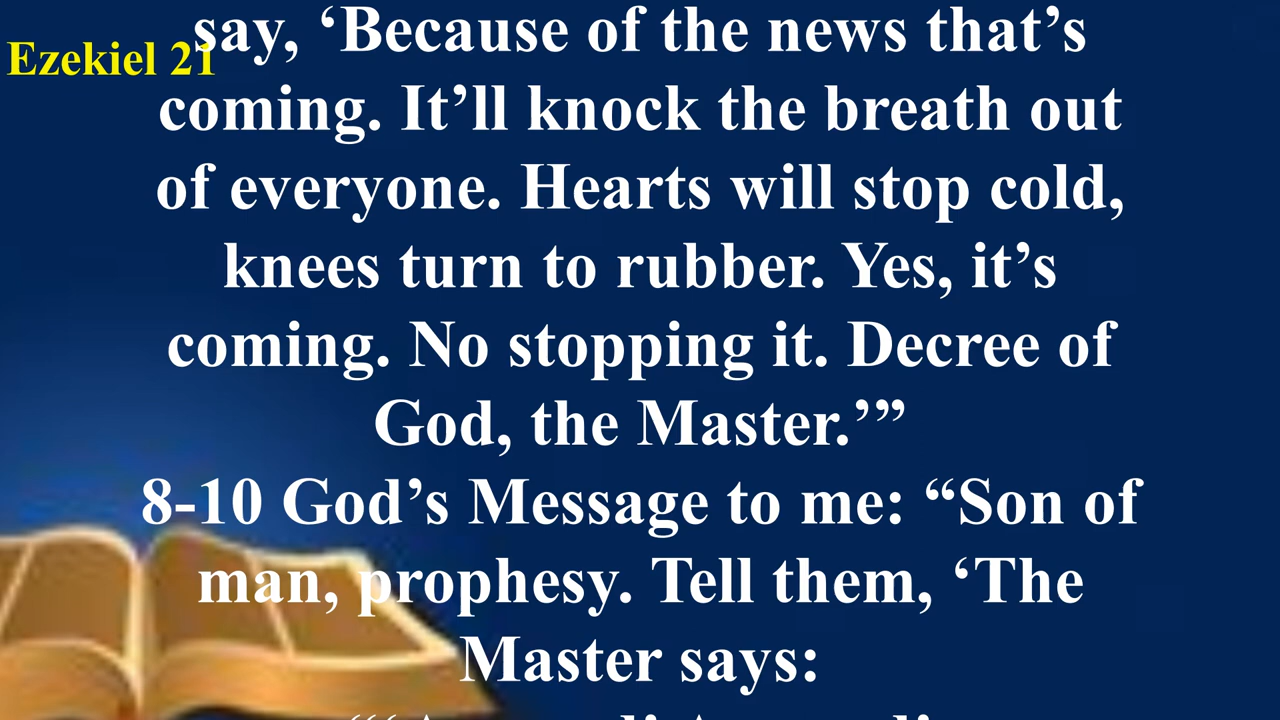 Ezekiel 21
say, ‘Because of the news that’s
coming. It’ll knock the breath out
of everyone. Hearts will stop cold,
knees turn to rubber. Yes, it’s
coming. No stopping it. Decree of
God, the Master.’”
8-10 God’s Message to me: “Son of
man, prophesy. Tell them, ‘The
Master says: